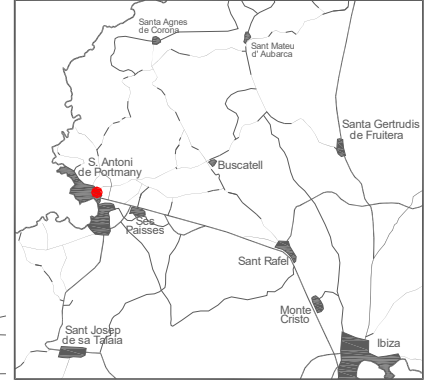 Santa Agnes
de Corona
Sant Mateu
d' Aubarca
Santa Gertrudis
de Fruitera
S. Antoni
de Portmany
Buscatell
Ses
Paisses
Sant Rafel
Monte
Cristo
Sant Josep
de sa Talaia
Ibiza